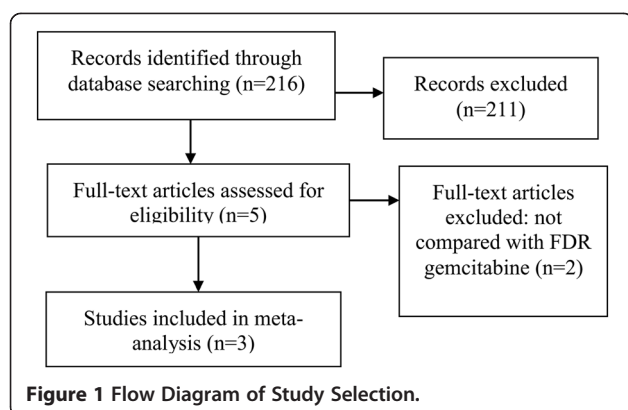 Records identified through
database searching (n=216)
Records excluded
(n=211)
Full-text articles assessed for
eligibility (n=5)
Full-text articles
excluded: not
compared with FDR
gemcitabine (n=2)
Studies included in meta-
analysis (n=3)
Figure 1 Flow Diagram of Study Selection.